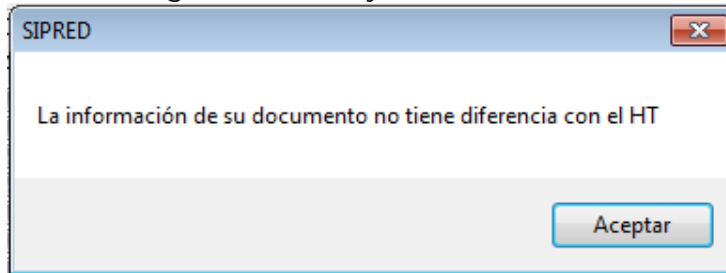 SIPRED
La información de su documento no tiene diferencia con el HT
Aceptar